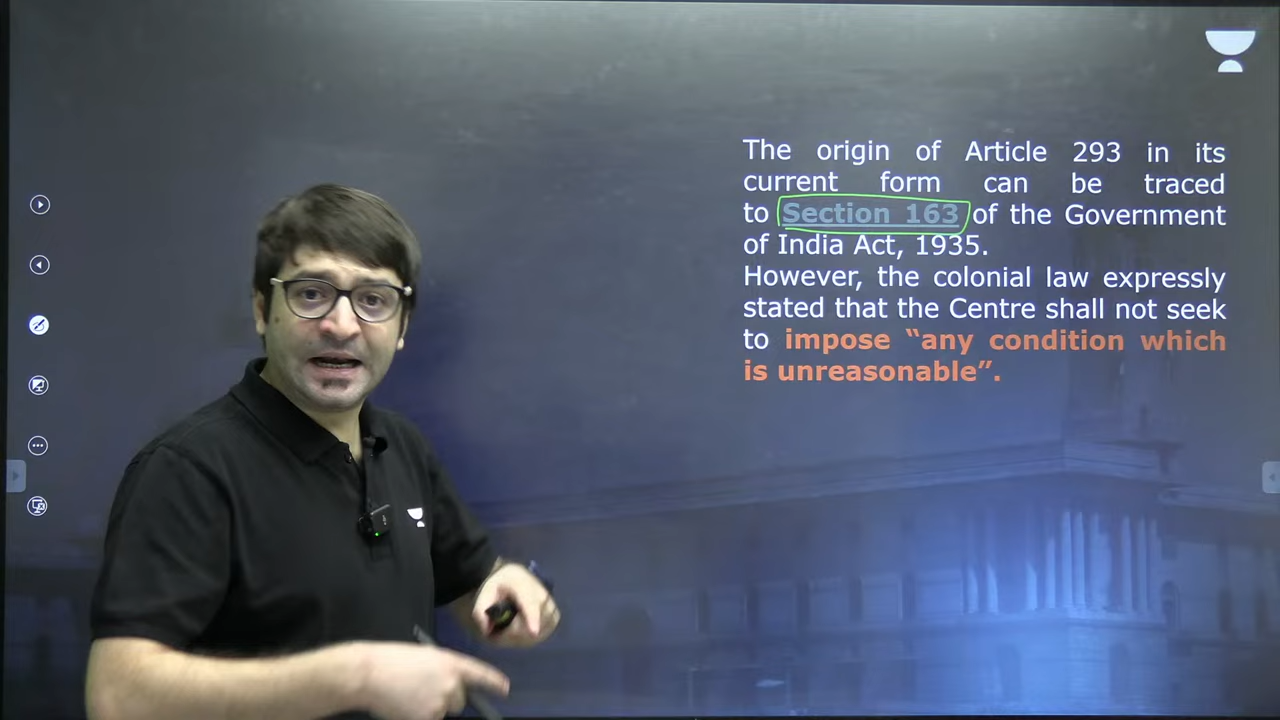 The origin of Article 293 in its
current form can be traced
to Section 163 of the Government
of India Act, 1935.
However, the colonial law expressly
stated that the Centre shall not seek
to impose “any condition which
is unreasonable”.